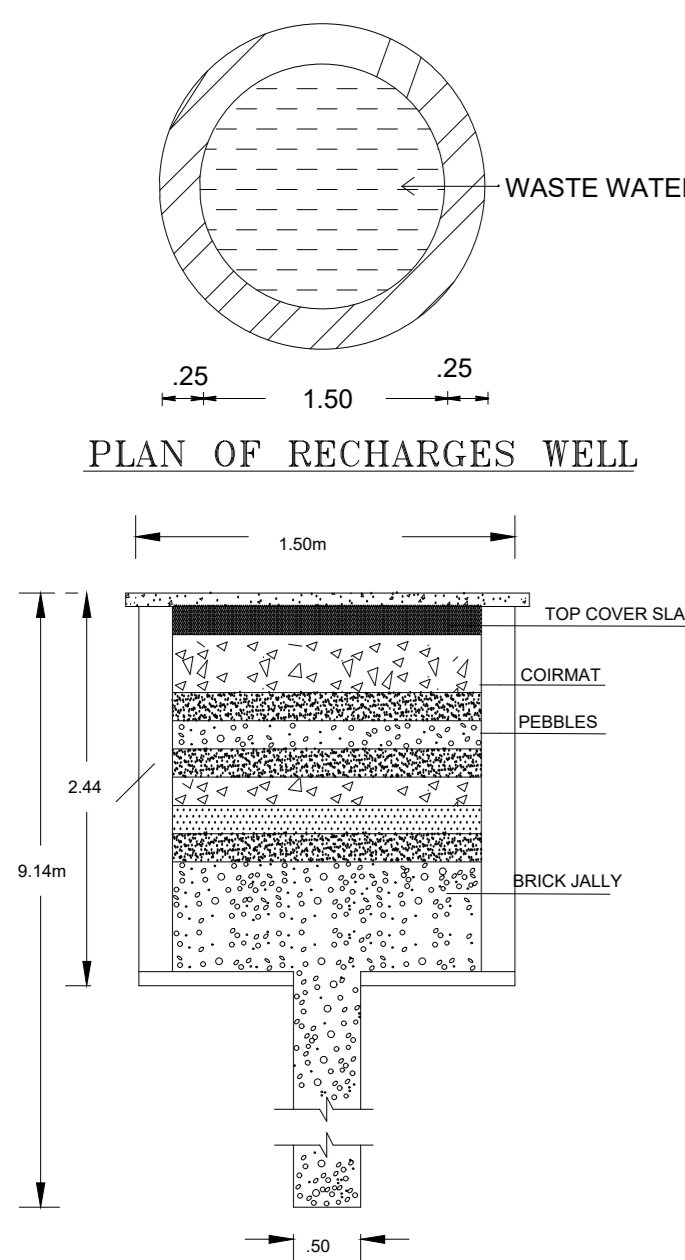 WASTE WATER
.25
1.50
.25
PLAN OF RECHARGES WELL
1.50m
TOP COVER SLA
COIRMAT
PEBBLES
2.44
9.14m
BRICK JALLY
.50